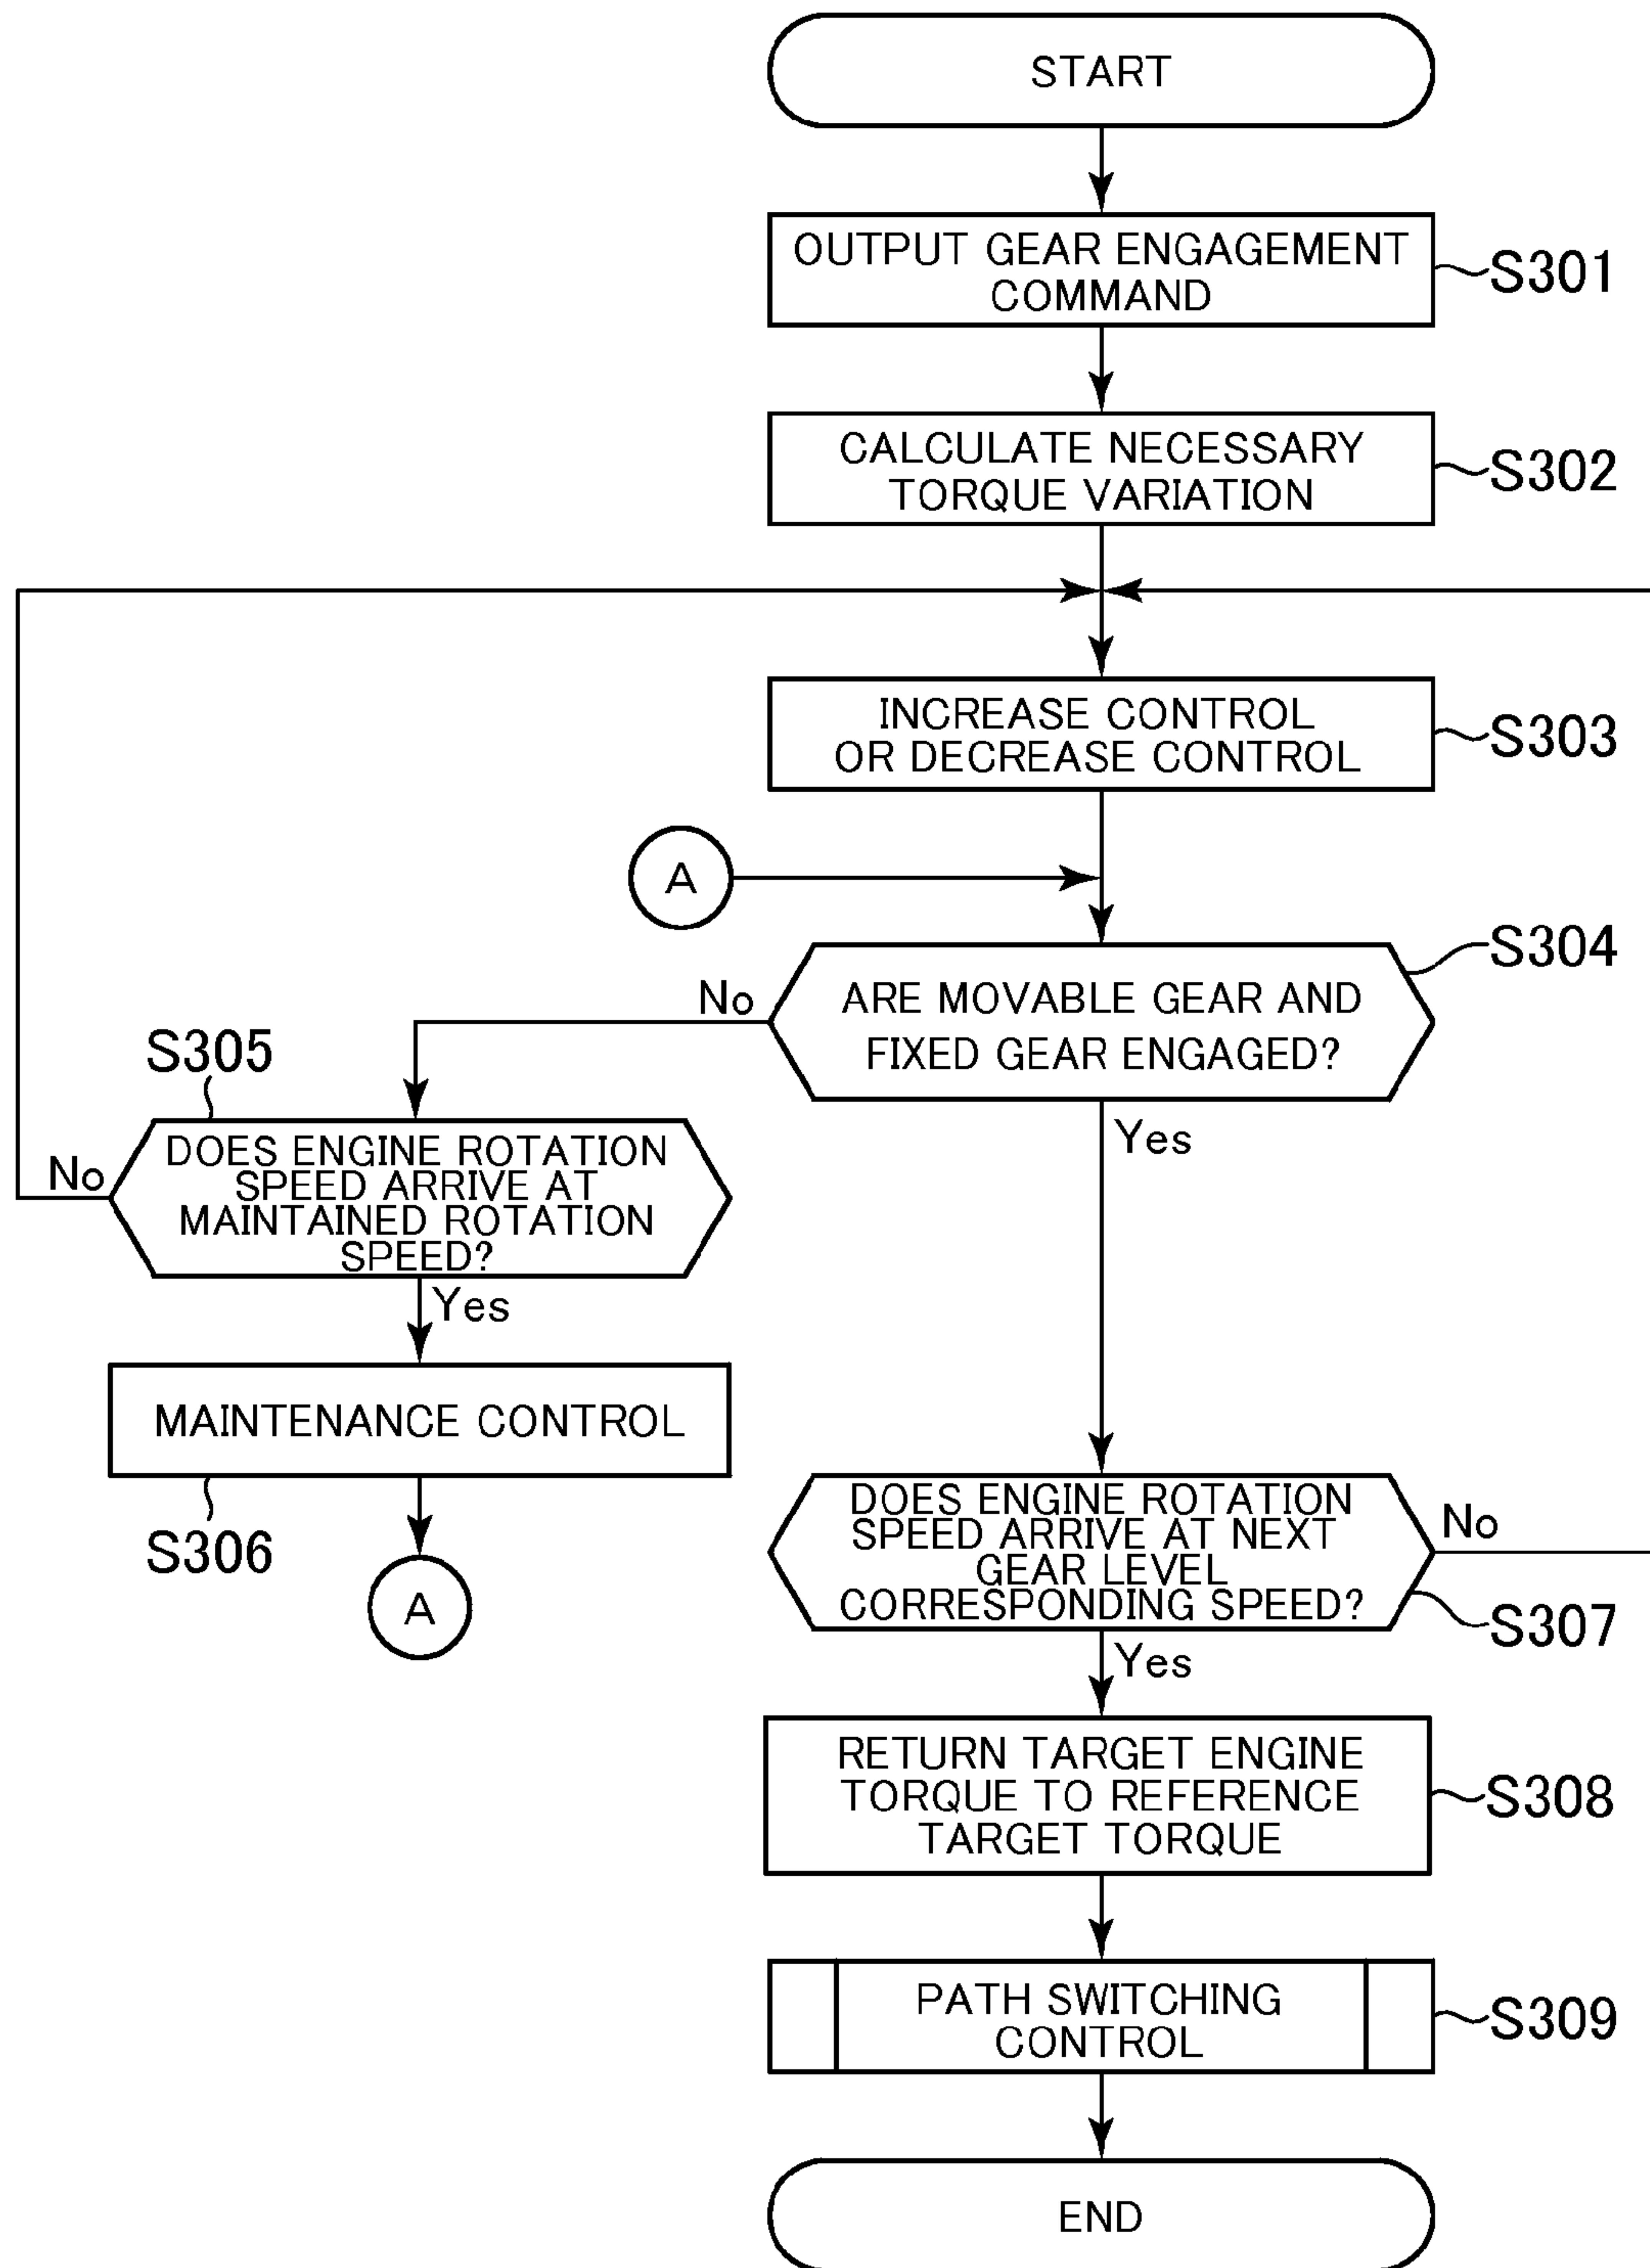 START
OUTPUT GEAR ENGAGEMENT
COMMAND
S301
CALCULATE NECESSARY
TORQUE VARIATION
S302
INCREASE CONTROL
OR DECREASE CONTROL
S303
A
S304
ARE MOVABLE GEAR AND
FIXED GEAR ENGAGED?
No
Yes
S305
DOES ENGINE ROTATION
SPEED ARRIVE AT
MAINTAINED ROTATION
SPEED?
No
Yes
MAINTENANCE CONTROL
S306
A
DOES ENGINE ROTATION
SPEED ARRIVE AT NEXT
GEAR LEVEL
CORRESPONDING SPEED?
No
S307
Yes
RETURN TARGET ENGINE
TORQUE TO REFERENCE
TARGET TORQUE
S308
PATH SWITCHING
CONTROL
S309
END